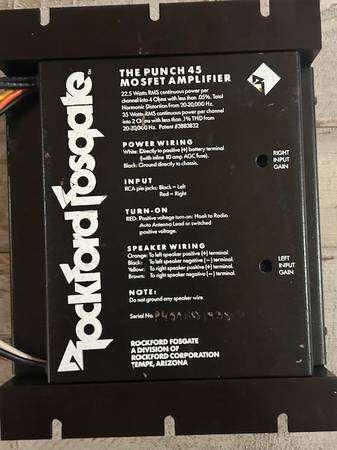 Rockford Fosgate
THE PUNCH 45
MOSFET AMPLIFIER
22.5 Watts RMS continuous power per
channel into 4 Ohms with less than .05%. Total
Harmonic Distortion from 20-20,000 Hz.
35 Watts RMS continuous power per channel
into 2 Ohms with less than .1% THD from
20-20,000 Hz. Patent #3883832
POWER WIRING
White: Directly to positive (+) battery terminal
(with inline 10 amp AGC fuse).
Black: Ground directly to chassis.
INPUT
RCA pin jacks: Black = Left
Red = Right
TURN-ON
RED: Positive voltage turn-on: Hook to Radio
Auto Antenna Lead or switched
positive voltage.
SPEAKER WIRING
Orange: To left speaker positive (+) terminal.
Black: To left speaker negative (−) terminal.
Yellow: To right speaker positive (+) terminal.
Brown: To right speaker negative (−) terminal.
NOTE:
Do not ground any speaker wire.
Serial No.
ROCKFORD FOSGATE
A DIVISION OF
ROCKFORD CORPORATION
TEMPE, ARIZONA
RIGHT
INPUT
GAIN
LEFT
INPUT
GAIN